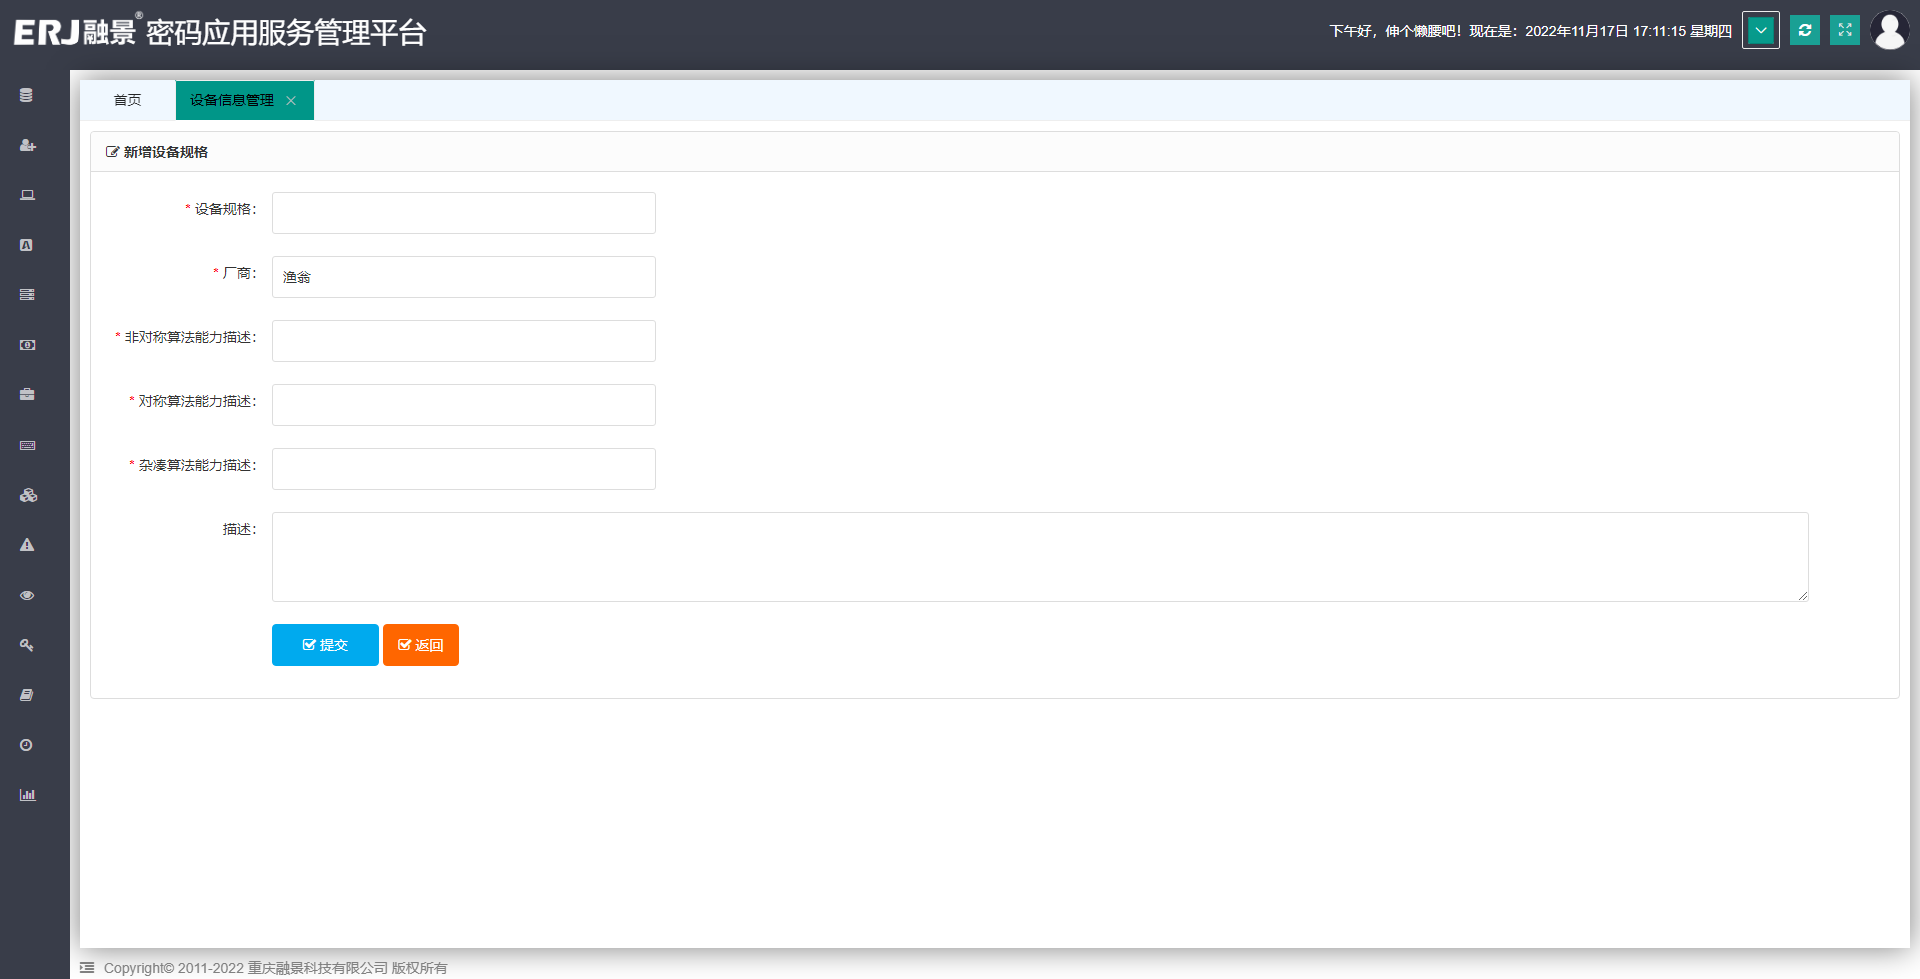 ERJ融景® 密码应用服务管理平台
下午好，伸个懒腰吧！现在是：2022年11月17日 17:11:15 星期四
首页
设备信息管理
新增设备规格
* 设备规格：
* 厂商：
渔翁
* 非对称算法能力描述：
* 对称算法能力描述：
* 杂凑算法能力描述：
描述：
提交
返回
Copyright© 2011-2022 重庆融景科技有限公司 版权所有